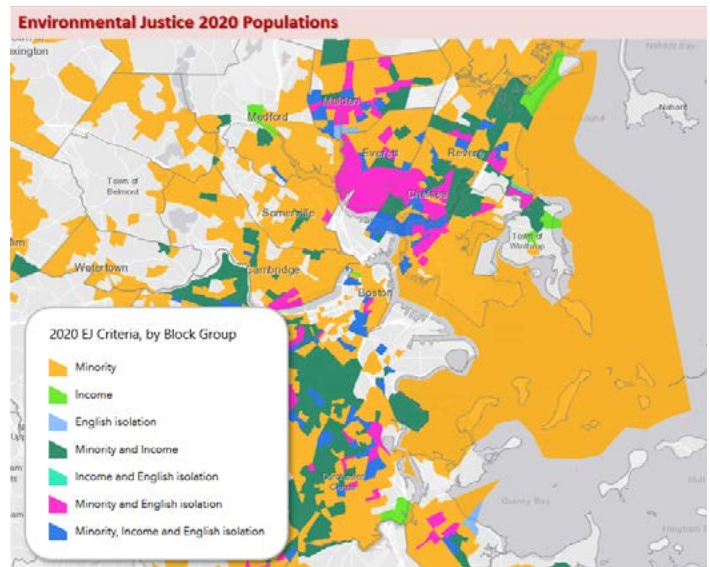 Environmental Justice 2020 Populations
exington
Nahant Bay
Malden
Nahant
Medford
Everett
Revere
Town of
Belmont
Chelsea
Somerville
Town of
Winthrop
Watertown
Cambridge
Boston
2020 EJ Criteria, by Block Group
Minority
Income
English isolation
Minority and Income
Income and English isolation
Minority and English isolation
Minority, Income and English isolation
Quincy Bay